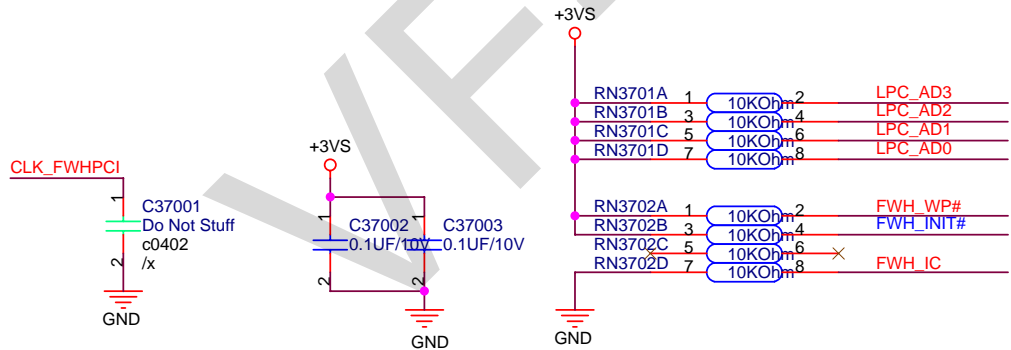 +3VS
RN3701A 1 10KOhm 2 LPC_AD3
RN3701B 3 10KOhm 4 LPC_AD2
RN3701C 5 10KOhm 6 LPC_AD1
RN3701D 7 10KOhm 8 LPC_AD0
+3VS
CLK_FWHPCI
1
C37001
Do Not Stuff
c0402
/x
2
GND
1 1
C37002 C37003
0.1UF/10V 0.1UF/10V
2 2
GND
RN3702A 1 10KOhm 2 FWH_WP#
RN3702B 3 10KOhm 4 FWH_INIT#
RN3702C 5 10KOhm 6
RN3702D 7 10KOhm 8 FWH_IC
GND